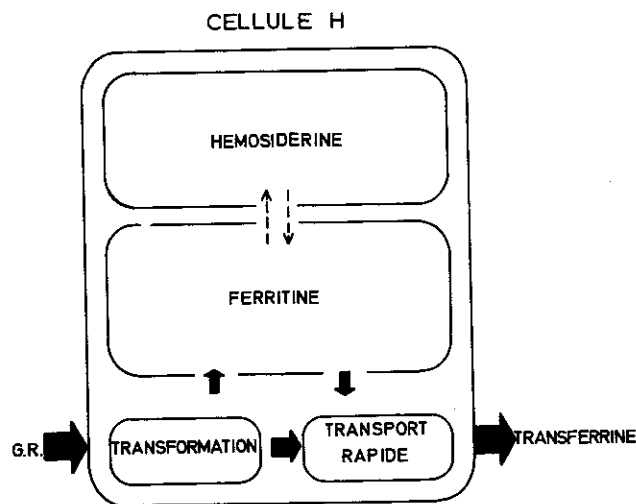 CELLULE H
HEMOSIDERINE
FERRITINE
G.R.
TRANSFORMATION
TRANSPORT
RAPIDE
TRANSFERRINE